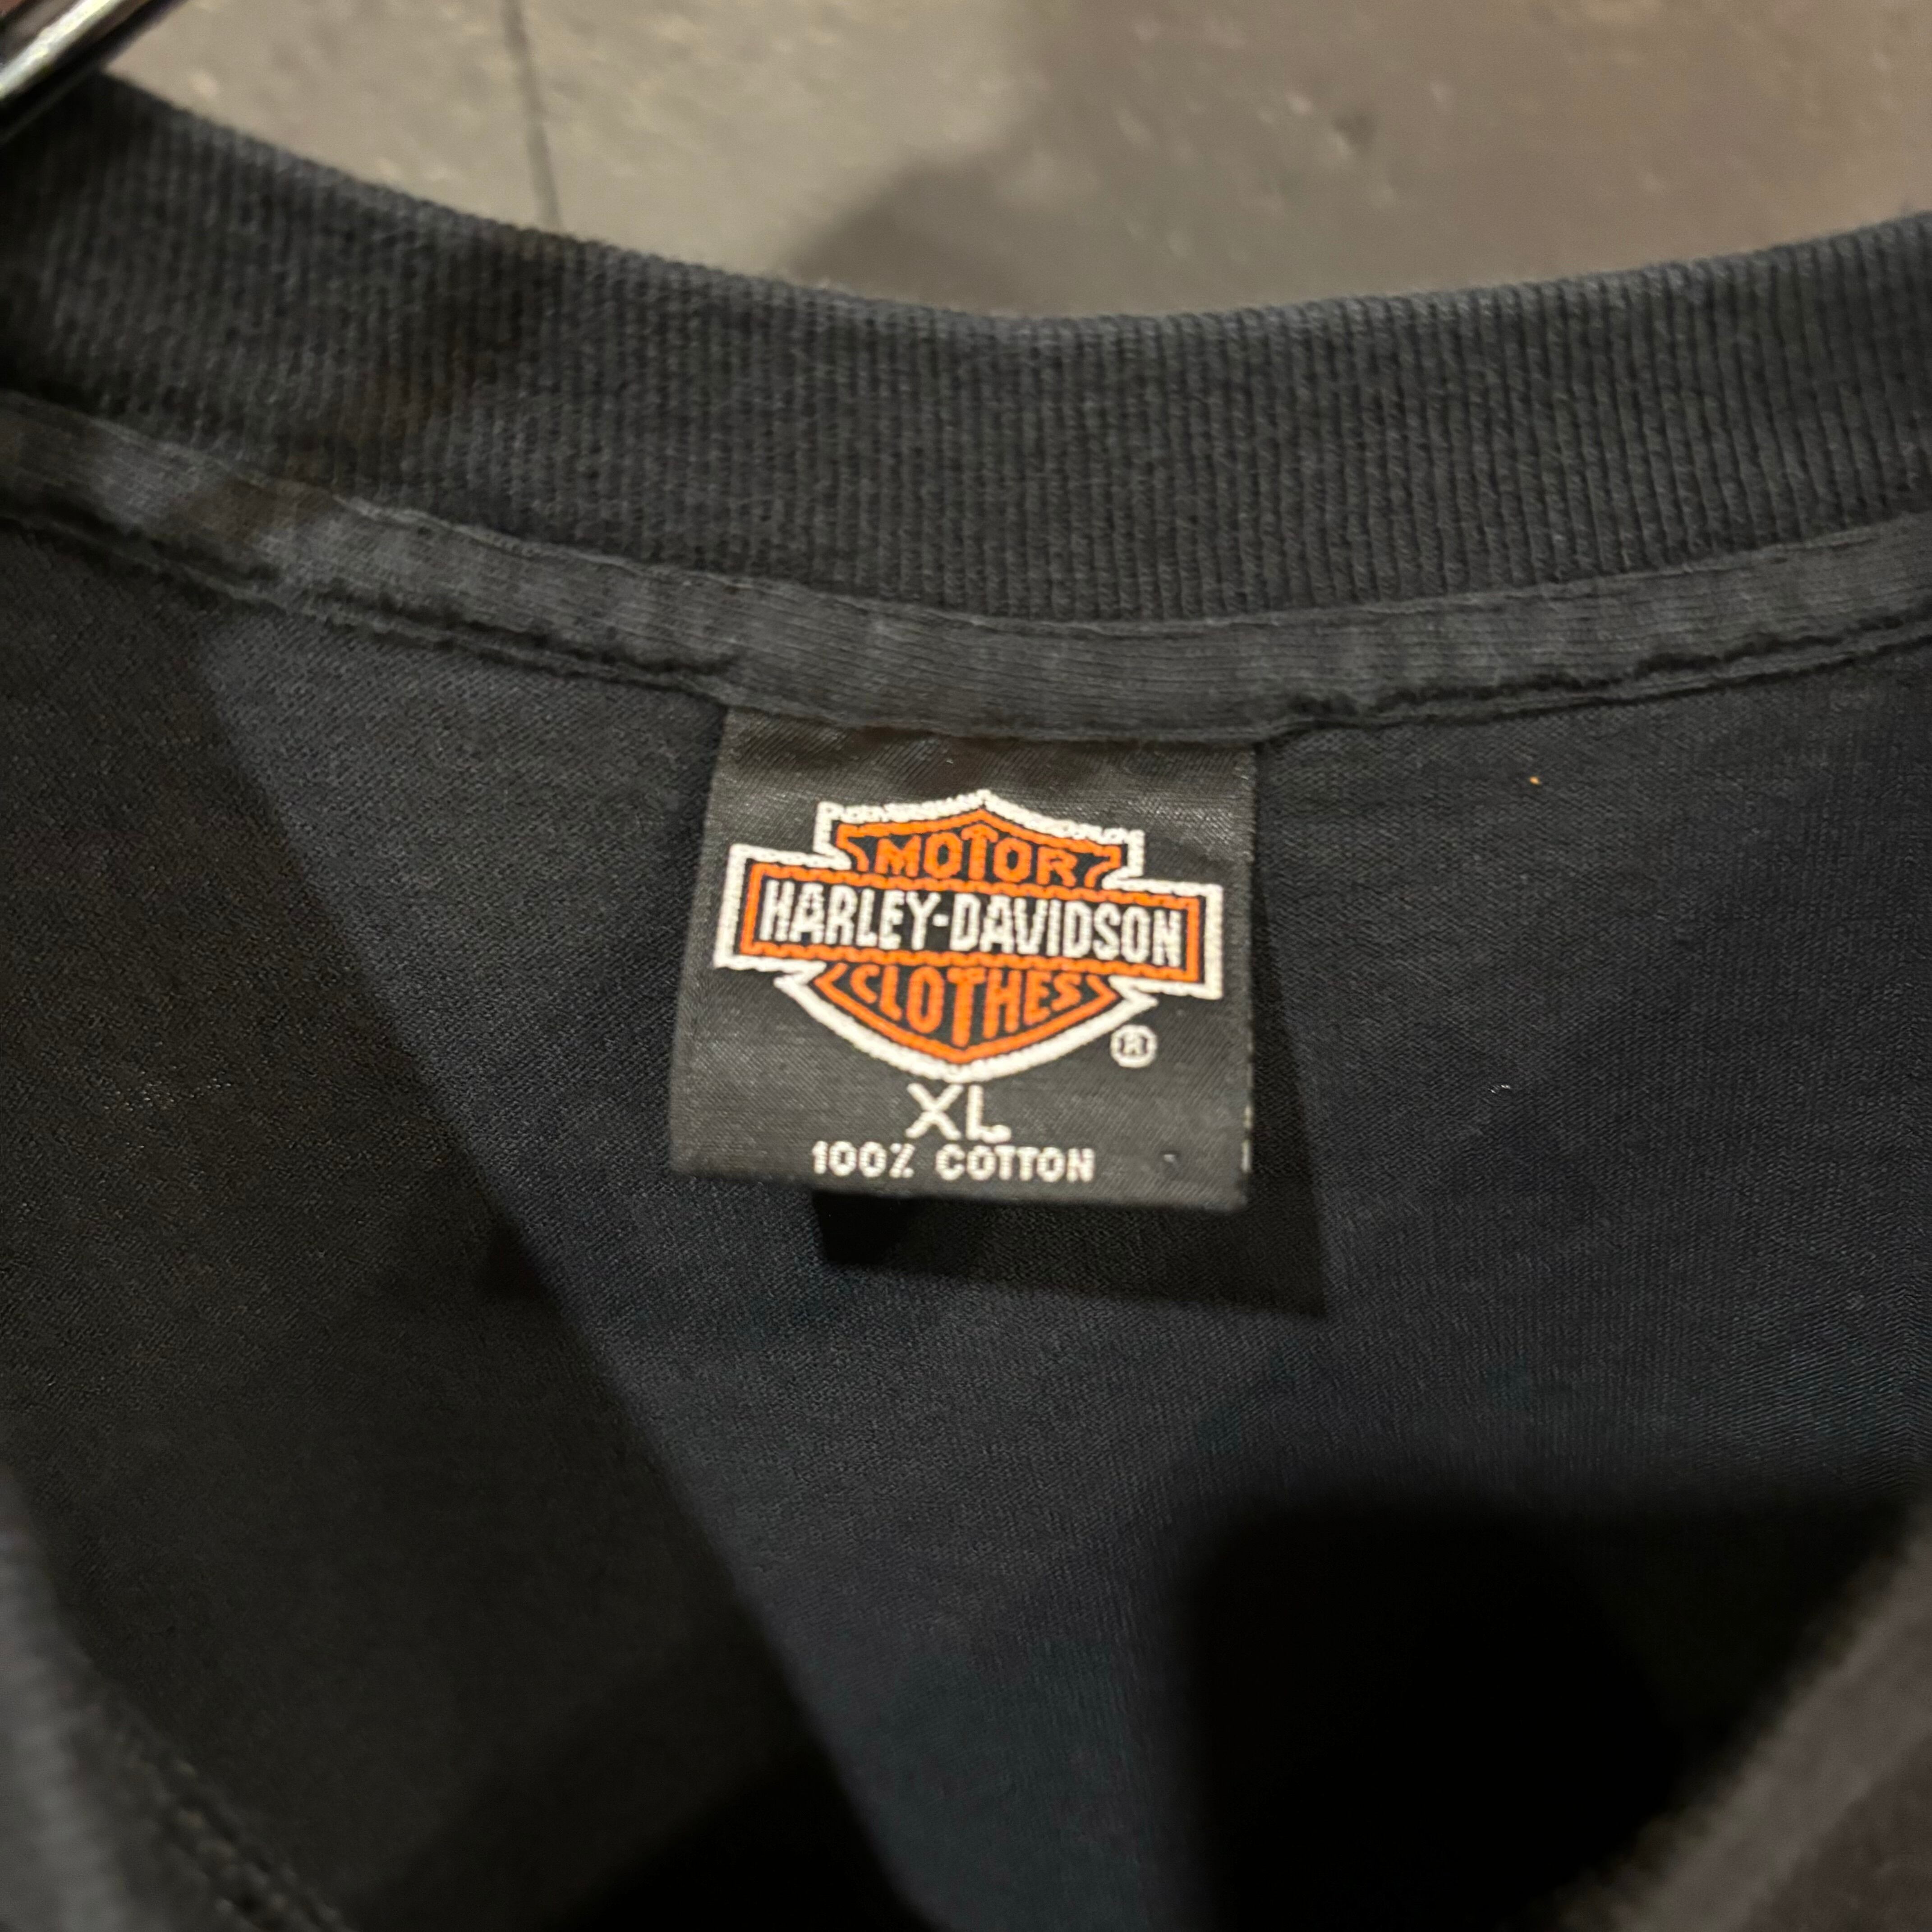 MOTOR
HARLEY-DAVIDSON
CLOTHES
®
XL
100% COTTON